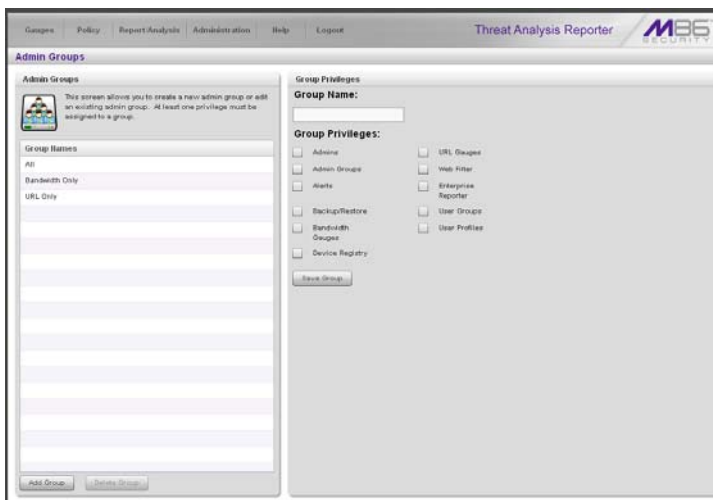 Gauges Policy Report/Analysis Administration Help Logout
Threat Analysis Reporter
M86
SECURITY
Admin Groups
Admin Groups
This screen allows you to create a new admin group or edit
an existing admin group. At least one privilege must be
assigned to a group.
Group Names
All
Bandwidth Only
URL Only
Add Group
Delete Group
Group Privileges
Group Name:
Group Privileges:
Admins
URL Gauges
Admin Groups
Web Filter
Alerts
Enterprise
Reporter
Backup/Restore
User Groups
Bandwidth
Gauges
User Profiles
Device Registry
Save Group